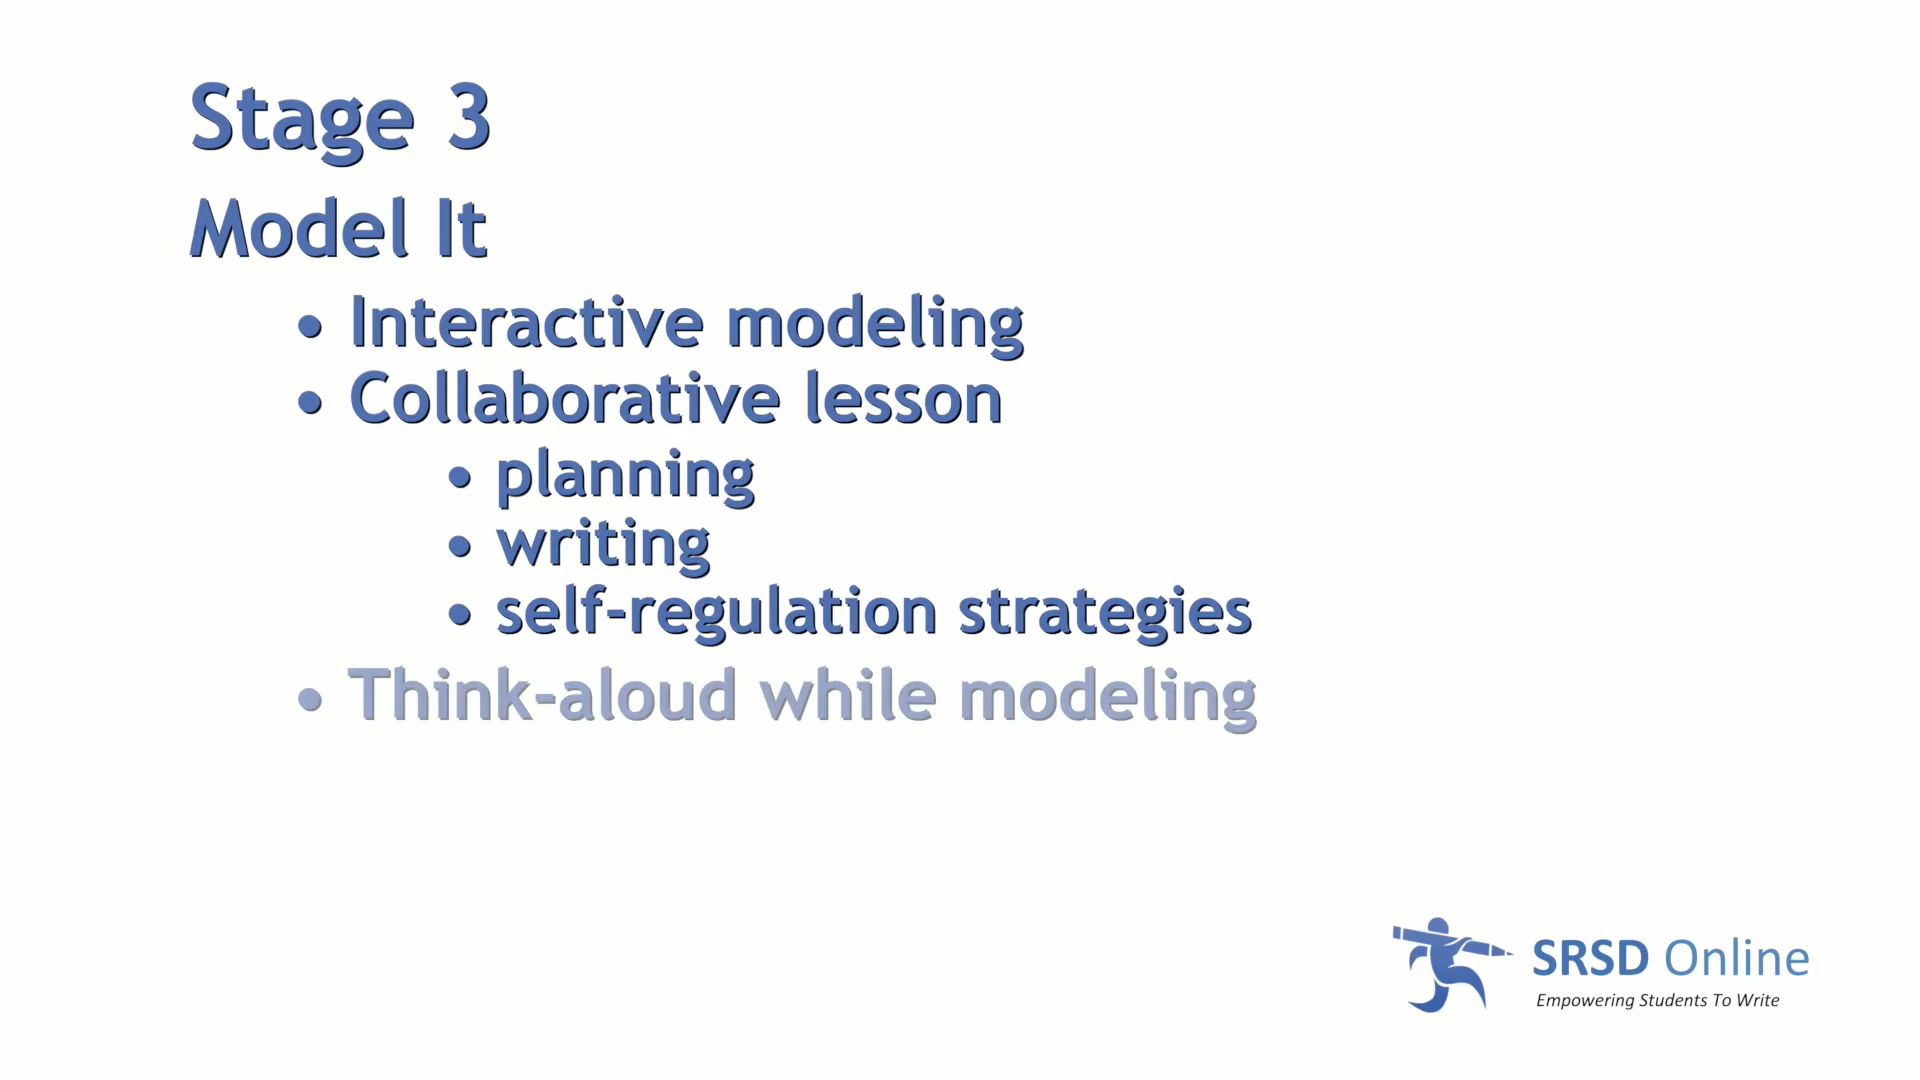 Stage 3
Model It
• Interactive modeling
• Collaborative lesson
• planning
• writing
• self-regulation strategies
• Think-aloud while modeling
SRSD Online
Empowering Students To Write